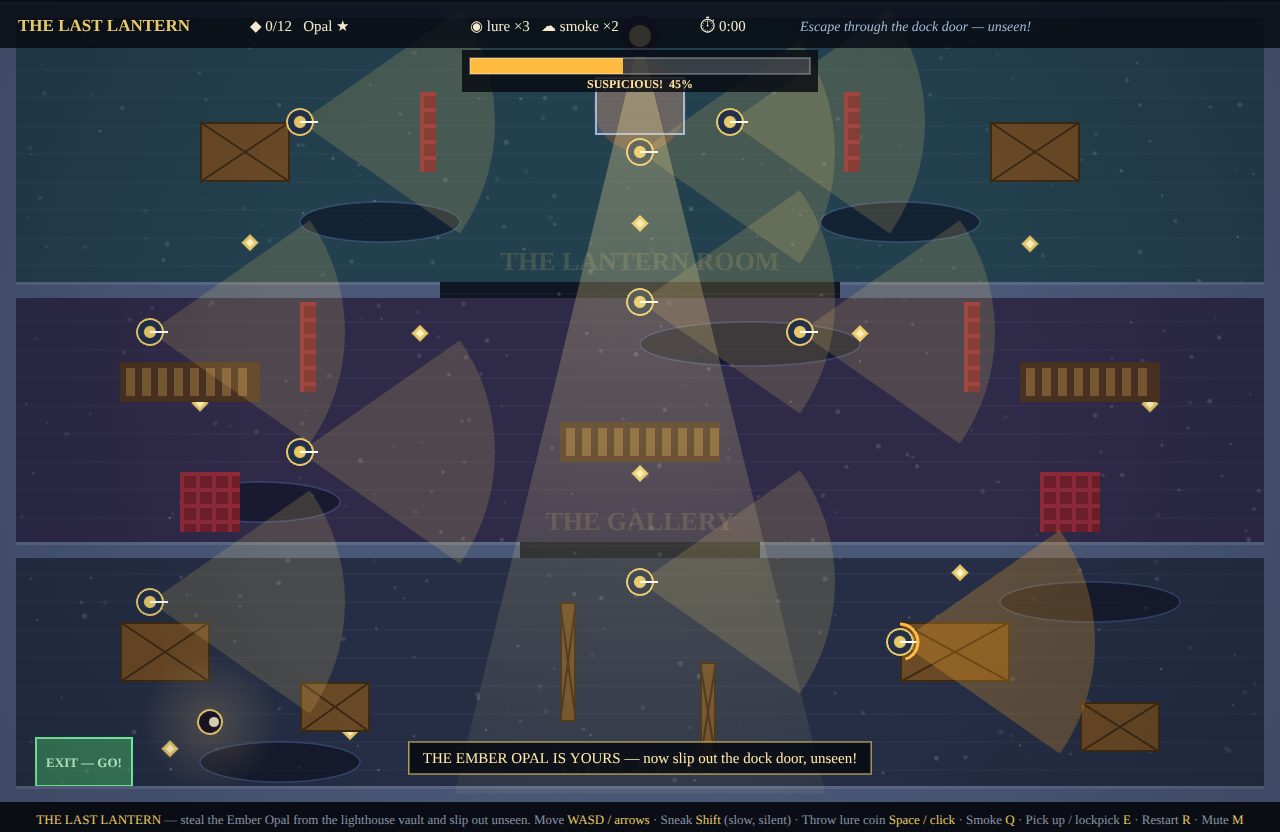 THE LAST LANTERN ◆ 0/12 Opal ★ ◉ lure ×3 ☁ smoke ×2 ⏱ 0:00 Escape through the dock door — unseen!
SUSPICIOUS! 45%
THE LANTERN ROOM
THE GALLERY
EXIT — GO!
THE EMBER OPAL IS YOURS — now slip out the dock door, unseen!
THE LAST LANTERN — steal the Ember Opal from the lighthouse vault and slip out unseen. Move WASD / arrows · Sneak Shift (slow, silent) · Throw lure coin Space / click · Smoke Q · Pick up / lockpick E · Restart R · Mute M